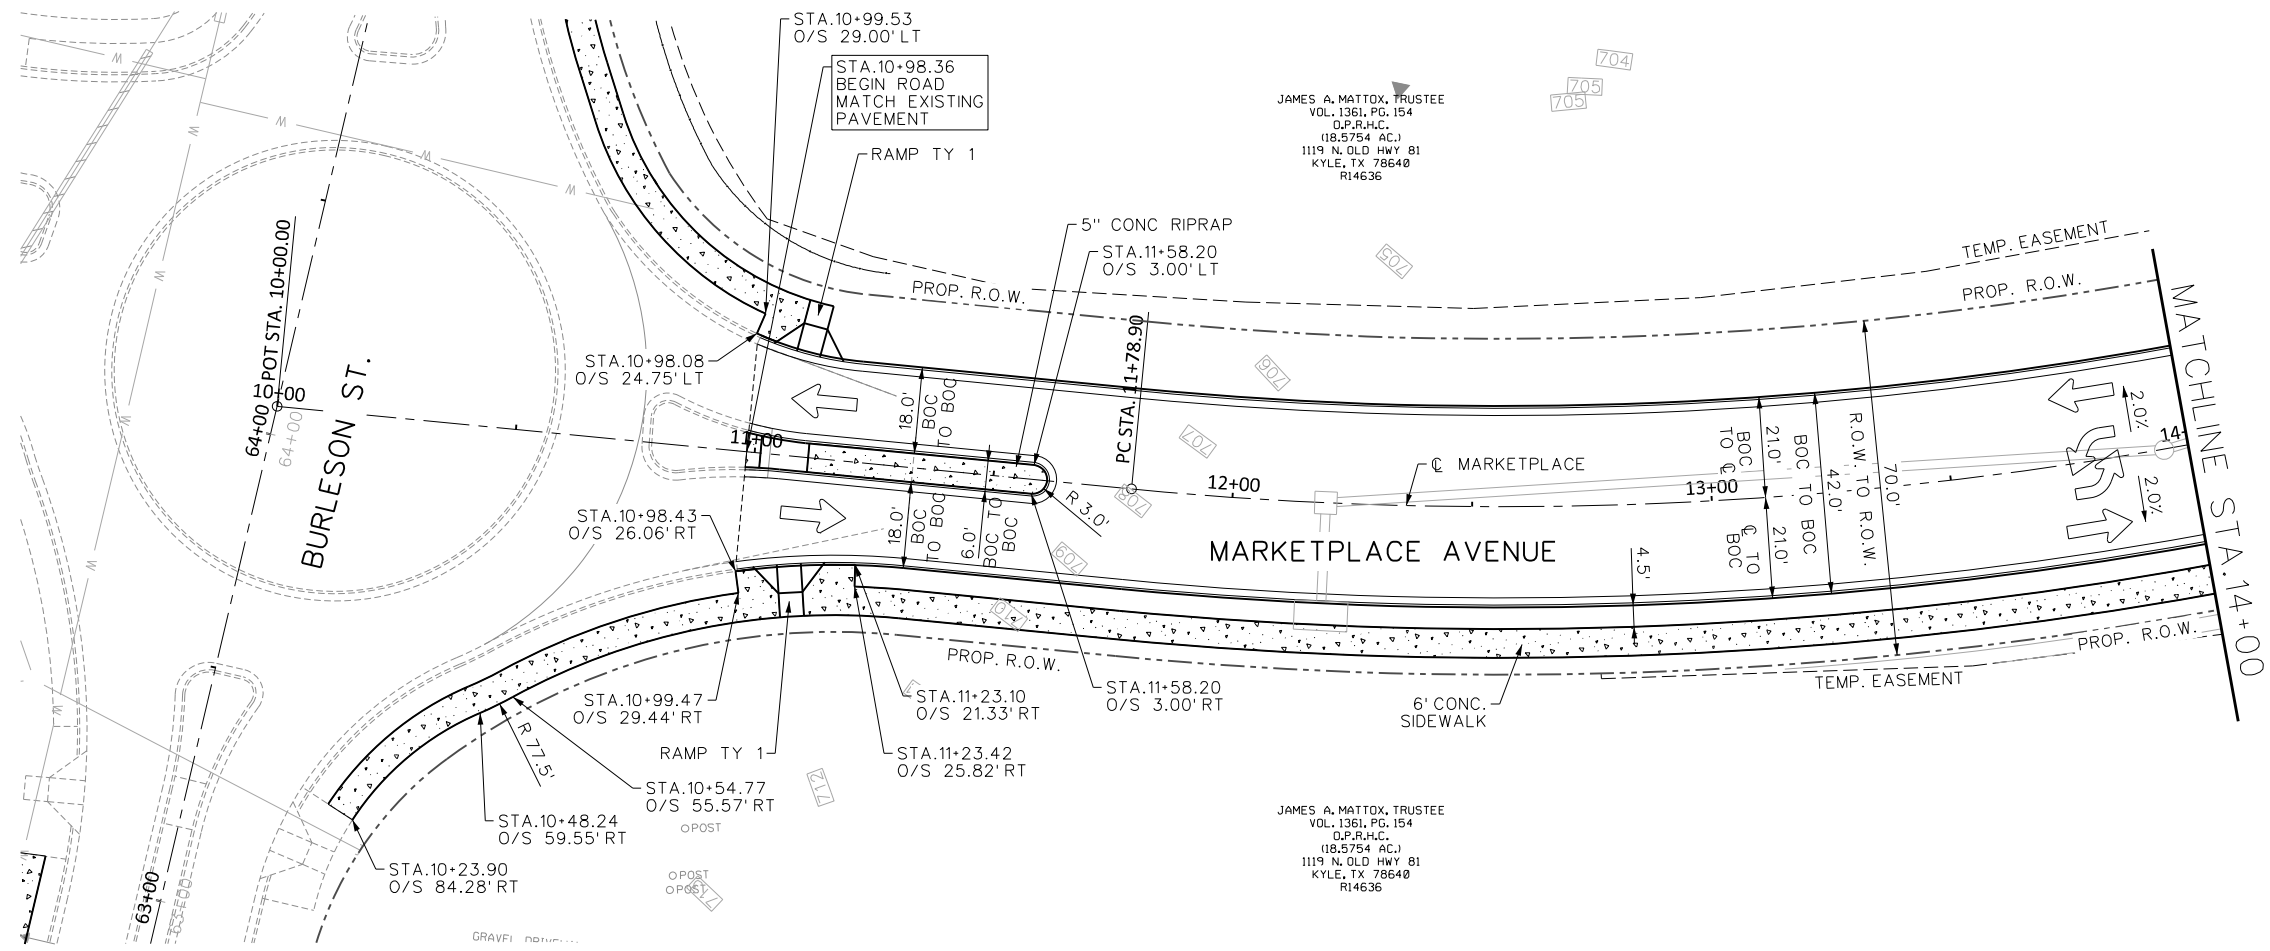 STA.10+99.53
O/S 29.00' LT
STA.10+98.36
BEGIN ROAD
MATCH EXISTING
PAVEMENT
RAMP TY 1
5" CONC RIPRAP
STA.11+58.20
O/S 3.00' LT
JAMES A. MATTOX, TRUSTEE
VOL. 1361, PG. 154
O.P.R.H.C.
(18.5754 AC.)
1119 N. OLD HWY 81
KYLE, TX 78640
R14636
704
705
705
705
706
707
708
709
710
712
W
W
W
W
W
W
W
W
W
TEMP. EASEMENT
PROP. R.O.W.
PROP. R.O.W.
MATCHLINE STA.14+00
POT STA. 10+00.00
10+00
64+00
64+00
BURLESON ST.
STA.10+98.08
O/S 24.75' LT
18.0'
BOC
TO BOC
11+00
PC STA. 11+78.90
12+00
℄ MARKETPLACE
13+00
14+
R 3.0'
18.0'
BOC
TO BOC
6.0'
BOC TO
BOC
STA.10+98.43
O/S 26.06' RT
MARKETPLACE AVENUE
21.0'
BOC
TO ℄
21.0'
℄ TO
BOC
42.0'
BOC TO BOC
70.0'
R.O.W. TO R.O.W.
2.0%
2.0%
4.5'
PROP. R.O.W.
PROP. R.O.W.
TEMP. EASEMENT
STA.10+99.47
O/S 29.44' RT
RAMP TY 1
STA.11+23.10
O/S 21.33' RT
STA.11+23.42
O/S 25.82' RT
STA.11+58.20
O/S 3.00' RT
6' CONC.
SIDEWALK
R 77.5'
STA.10+54.77
O/S 55.57' RT
STA.10+48.24
O/S 59.55' RT
STA.10+23.90
O/S 84.28' RT
POST
POST
POST
63+00
63+00
JAMES A. MATTOX, TRUSTEE
VOL. 1361, PG. 154
O.P.R.H.C.
(18.5754 AC.)
1119 N. OLD HWY 81
KYLE, TX 78640
R14636
GRAVEL